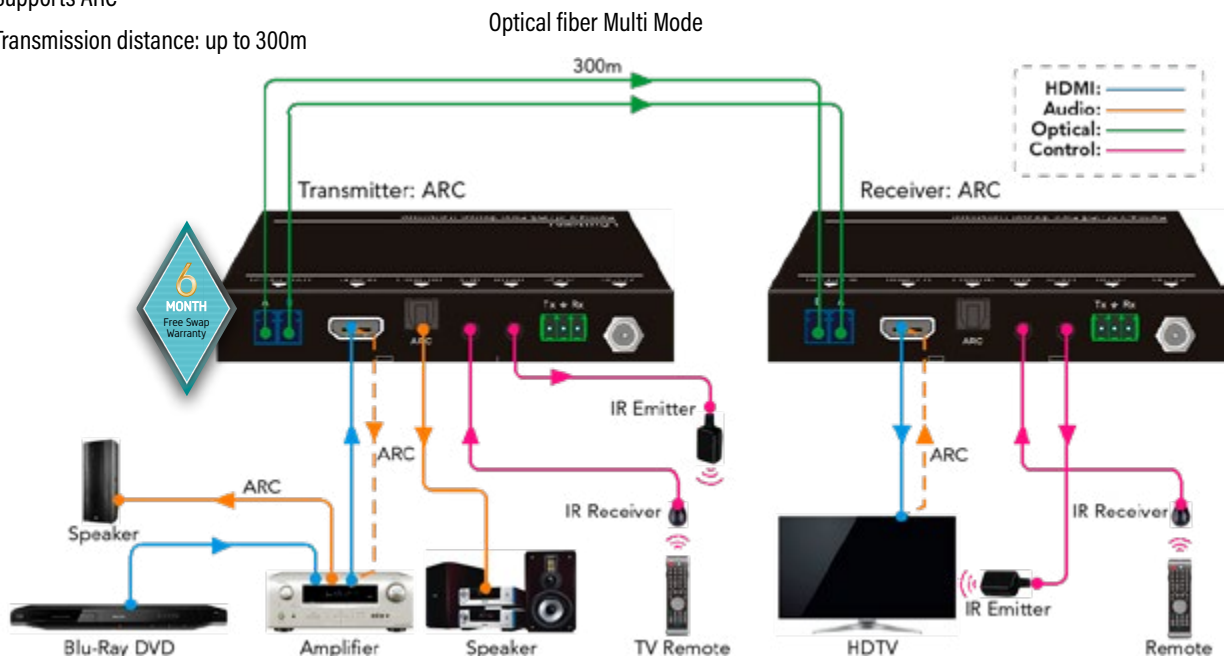 Supports ARC
Transmission distance: up to 300m
Optical fiber Multi Mode
300m
HDMI:
Audio:
Optical:
Control:
Transmitter: ARC
Receiver: ARC
6
MONTH
Free Swap
Warranty
ARC
Tx Rx
ARC
Tx Rx
IR Emitter
ARC
ARC
ARC
Speaker
IR Receiver
IR Receiver
IR Emitter
Blu-Ray DVD
Amplifier
Speaker
TV Remote
HDTV
Remote